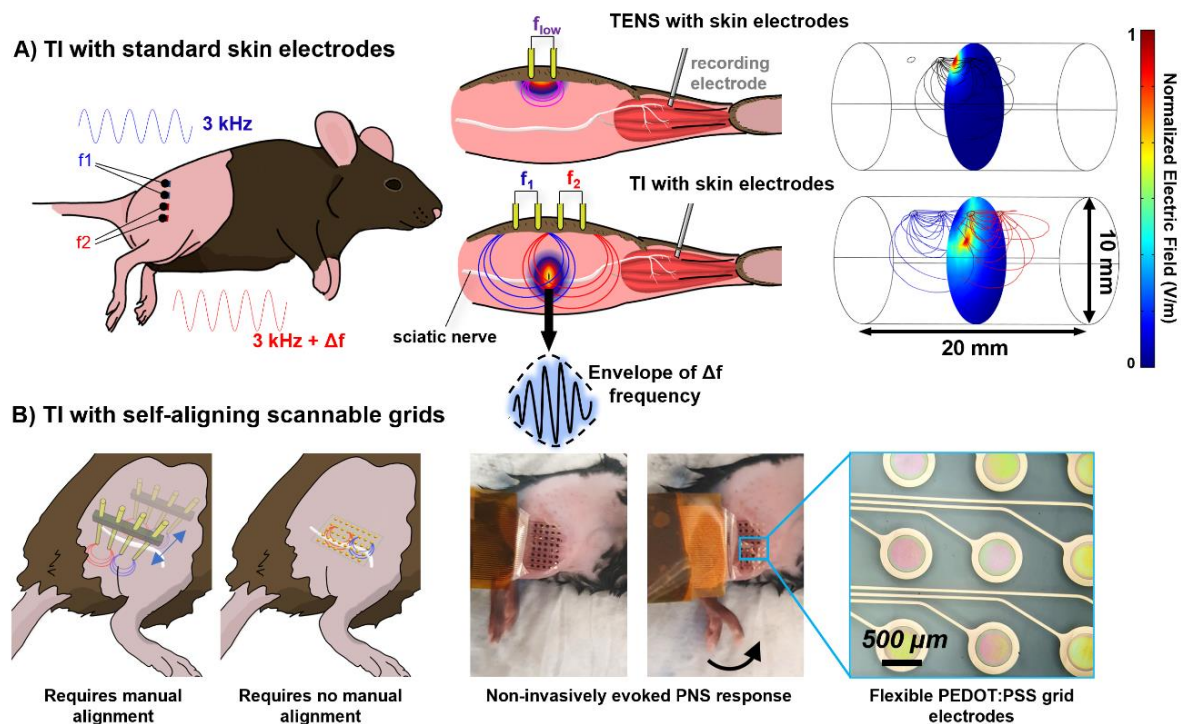 A) TI with standard skin electrodes
3 kHz
f1
f2
3 kHz + Δf
f_low
TENS with skin electrodes
recording
electrode
f₁
f₂
TI with skin electrodes
sciatic nerve
Envelope of Δf
frequency
10 mm
20 mm
1
Normalized Electric Field (V/m)
0
B) TI with self-aligning scannable grids
Requires manual
alignment
Requires no manual
alignment
Non-invasively evoked PNS response
500 µm
Flexible PEDOT:PSS grid
electrodes